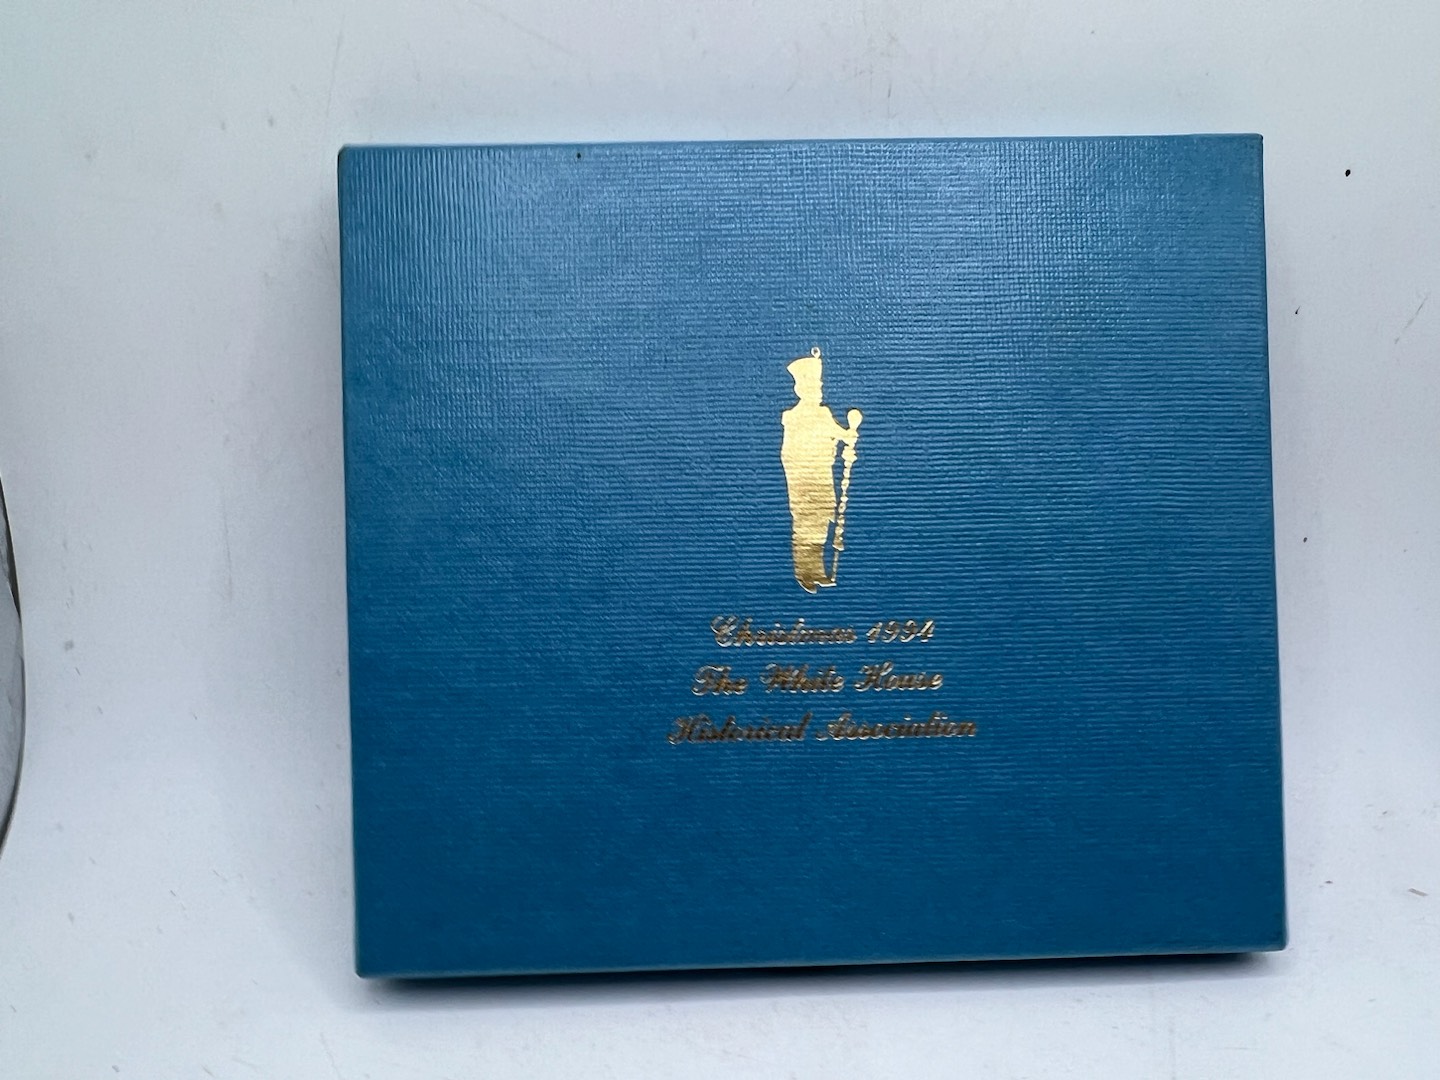 Christmas 1994
The White House
Historical Association